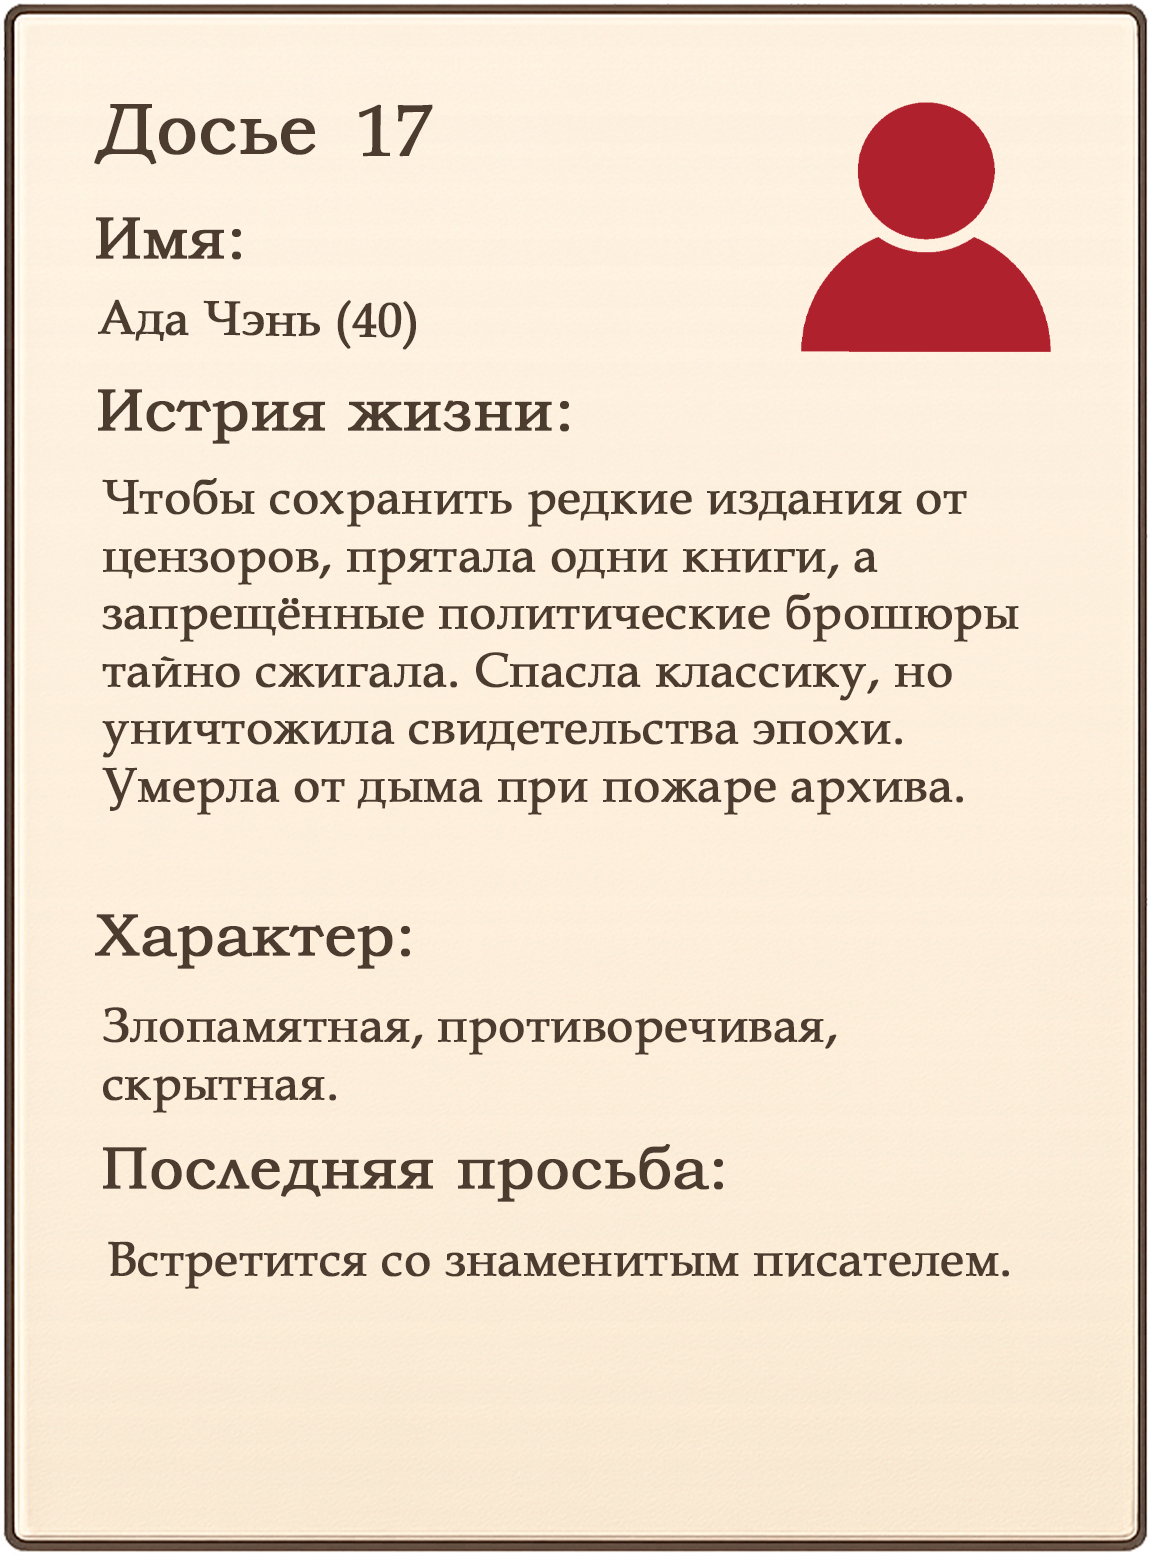 Досье 17
Имя:
Ада Чэнь (40)
Истрия жизни:
Чтобы сохранить редкие издания от
цензоров, прятала одни книги, а
запрещённые политические брошюры
тайно сжигала. Спасла классику, но
уничтожила свидетельства эпохи.
Умерла от дыма при пожаре архива.
Характер:
Злопамятная, противоречивая,
скрытная.
Последняя просьба:
Встретится со знаменитым писателем.